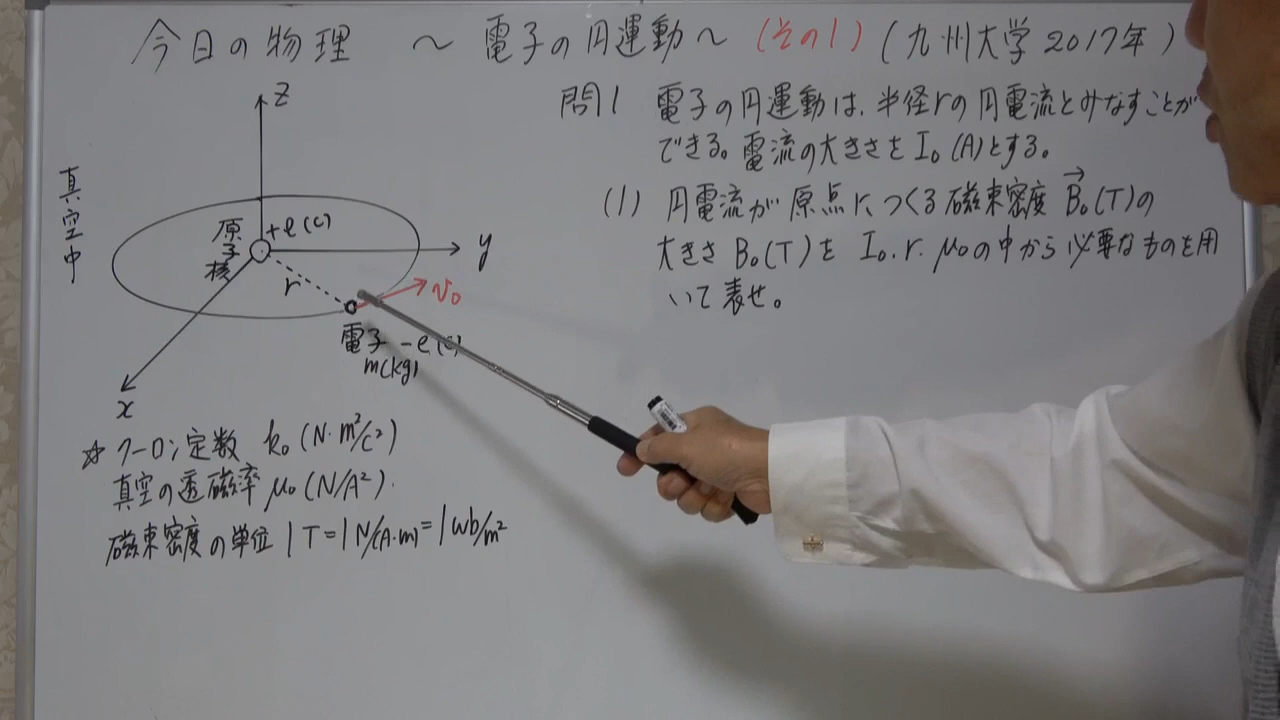 今日の物理 〜電子の円運動〜 (その1) (九州大学 2017年)
z
真空中
原子核
+e(C)
y
r
v₀
電子 -e(C)
m(kg)
x
☆ クーロン定数 k₀ (N·m²/C²)
真空の透磁率 μ₀ (N/A²).
磁束密度の単位 1T=1N/(A·m)=1Wb/m²
問1 電子の円運動は、半径rの円電流とみなすことが
できる。電流の大きさをI₀(A)とする。
(1) 円電流が原点につくる磁束密度 B₀→(T)の
大きさ B₀(T)を I₀.r.μ₀の中から必要なものを用
いて表せ。